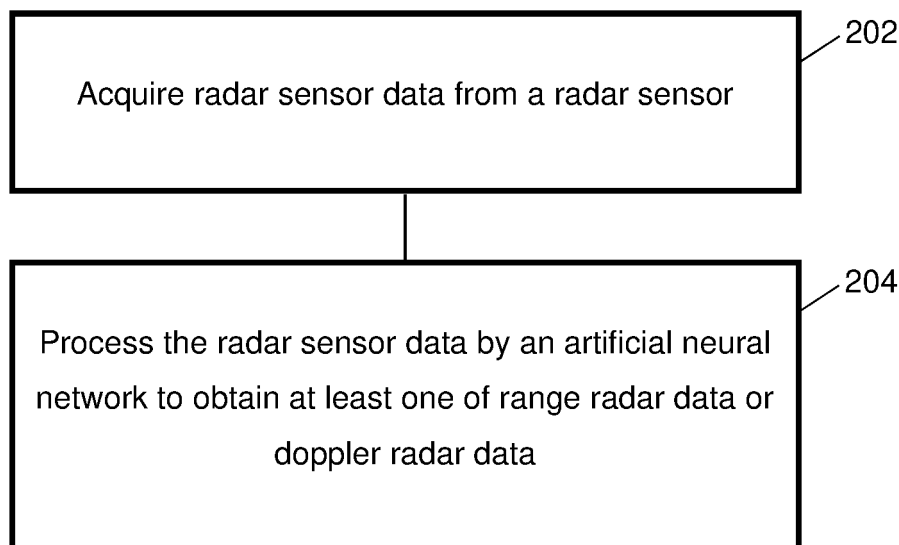 202
Acquire radar sensor data from a radar sensor
204
Process the radar sensor data by an artificial neural
network to obtain at least one of range radar data or
doppler radar data